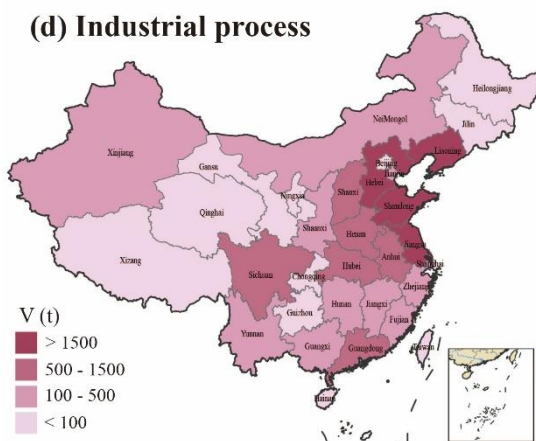 (d) Industrial process
Heilongjiang
Jilin
NeiMongol
Liaoning
Xinjiang
Beijing
Tianjin
Gansu
Hebei
Ningxia
Shanxi
Shandong
Qinghai
Shanxi
Henan
Jiangsu
Xizang
Anhui
Shanghai
Sichuan
Hubei
Chongqing
Zhejiang
Hunan
Jiangxi
Guizhou
Fujian
Yunnan
Guangxi
Guangdong
Taiwan
Hainan
V (t)
> 1500
500 - 1500
100 - 500
< 100